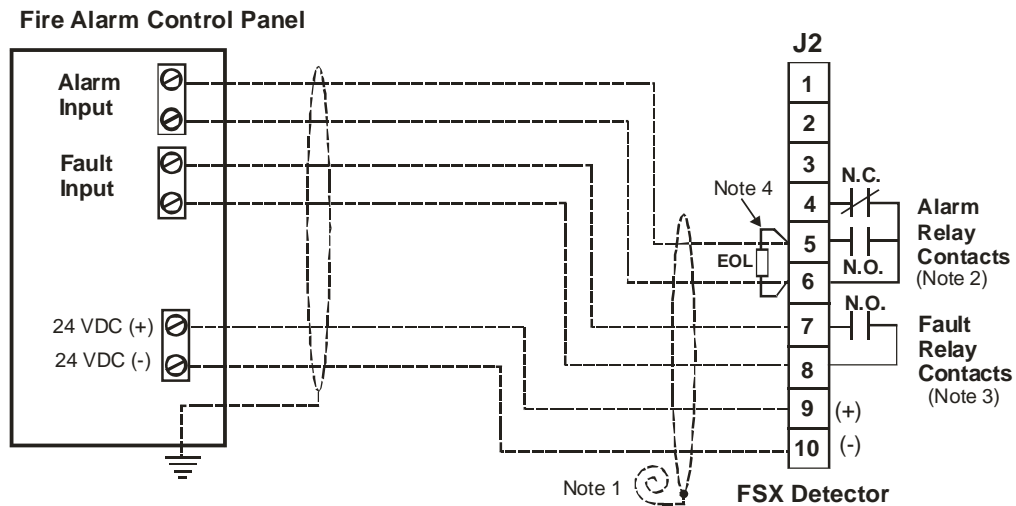 Fire Alarm Control Panel
J2
Alarm
Input
Fault
Input
24 VDC (+)
24 VDC (-)
1
2
3
4
5
6
7
8
9
10
(+)
(-)
N.C.
N.O.
N.O.
Note 4
EOL
Alarm
Relay
Contacts
(Note 2)
Fault
Relay
Contacts
(Note 3)
Note 1
FSX Detector